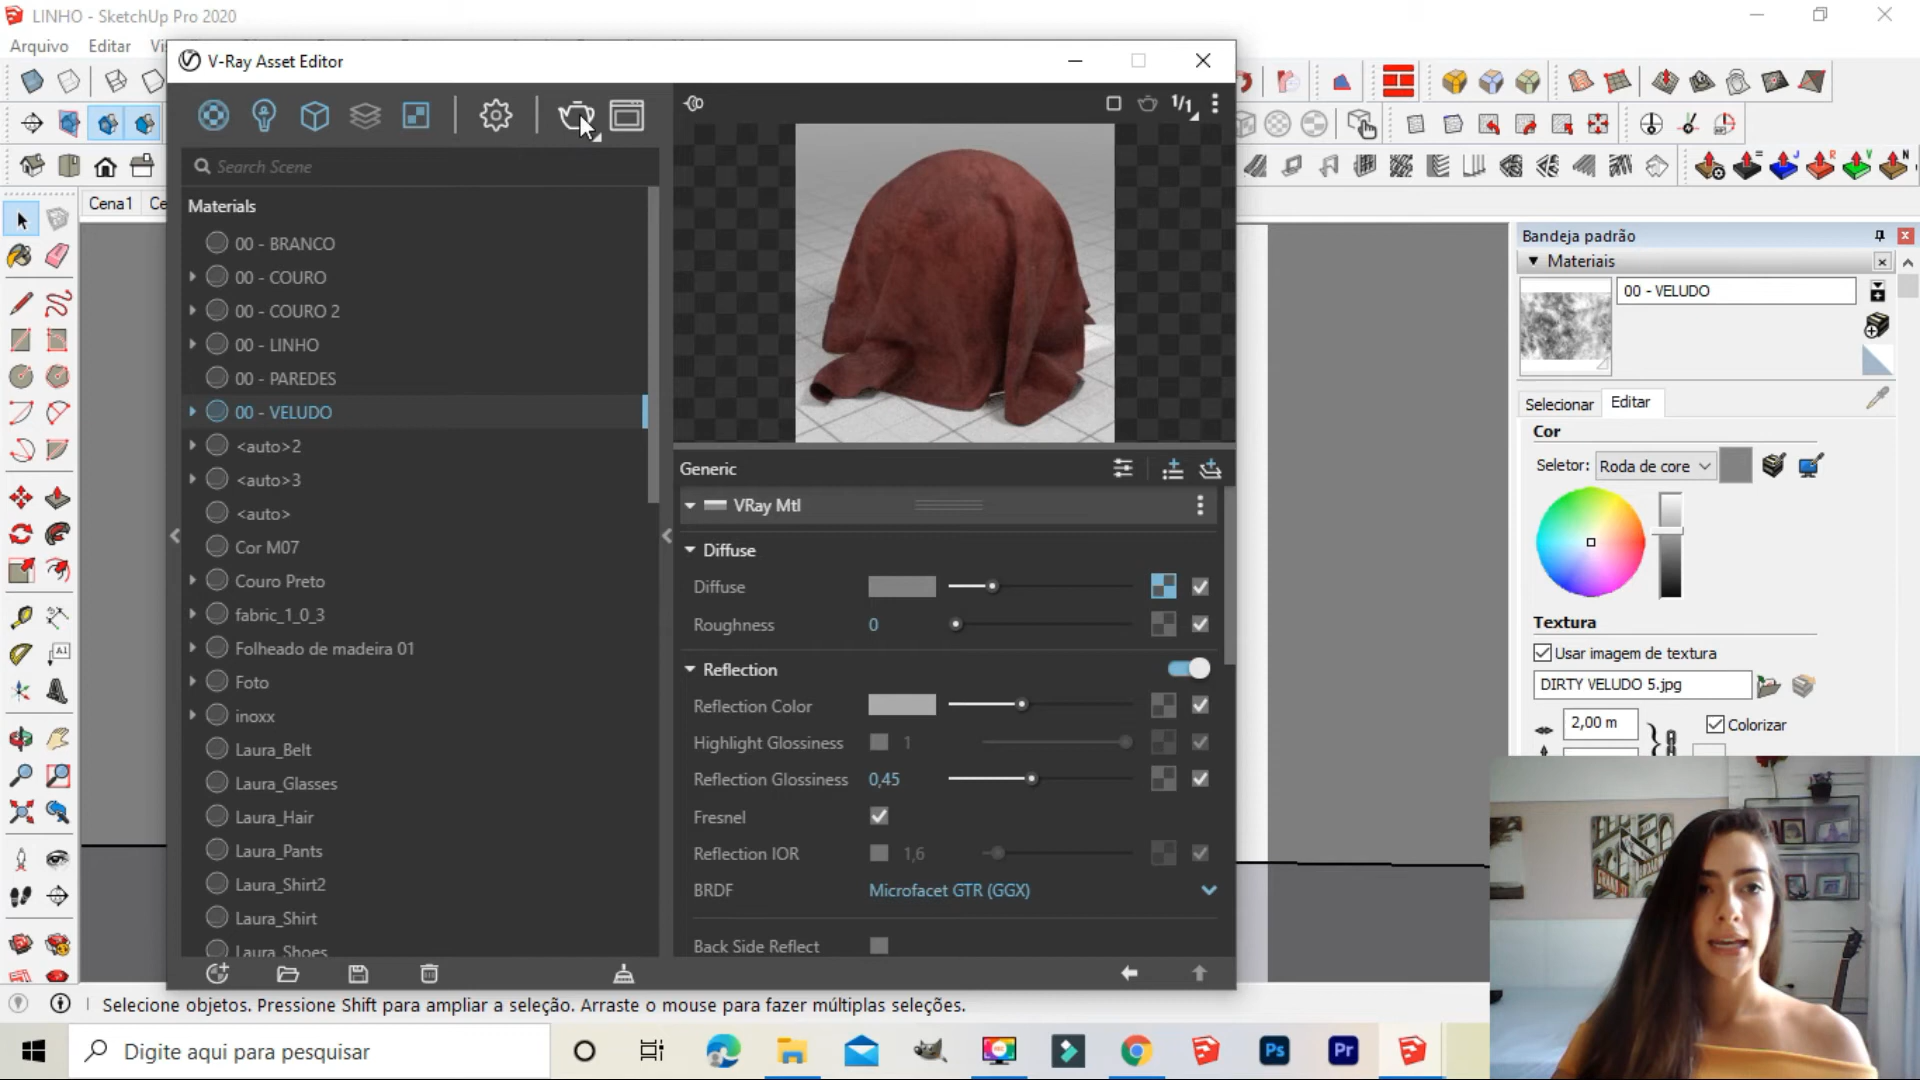 LINHO - SketchUp Pro 2020
Arquivo
Editar
Vi
V-Ray Asset Editor
1/1
Search Scene
Cena1
Ce
Materials
00 - BRANCO
00 - COURO
00 - COURO 2
00 - LINHO
00 - PAREDES
00 - VELUDO
<auto>2
<auto>3
<auto>
Cor M07
Couro Preto
fabric_1_0_3
Folheado de madeira 01
Foto
inoxx
Laura_Belt
Laura_Glasses
Laura_Hair
Laura_Pants
Laura_Shirt2
Laura_Shirt
Laura_Shoes
Generic
VRay Mtl
Diffuse
Diffuse
Roughness 0
Reflection
Reflection Color
Highlight Glossiness 1
Reflection Glossiness 0,45
Fresnel
Reflection IOR 1,6
BRDF Microfacet GTR (GGX)
Back Side Reflect
Bandeja padrão
Materiais
00 - VELUDO
Selecionar
Editar
Cor
Seletor: Roda de core
Textura
Usar imagem de textura
DIRTY VELUDO 5.jpg
2,00 m
Colorizar
Selecione objetos. Pressione Shift para ampliar a seleção. Arraste o mouse para fazer múltiplas seleções.
Digite aqui para pesquisar
Ps
Pr